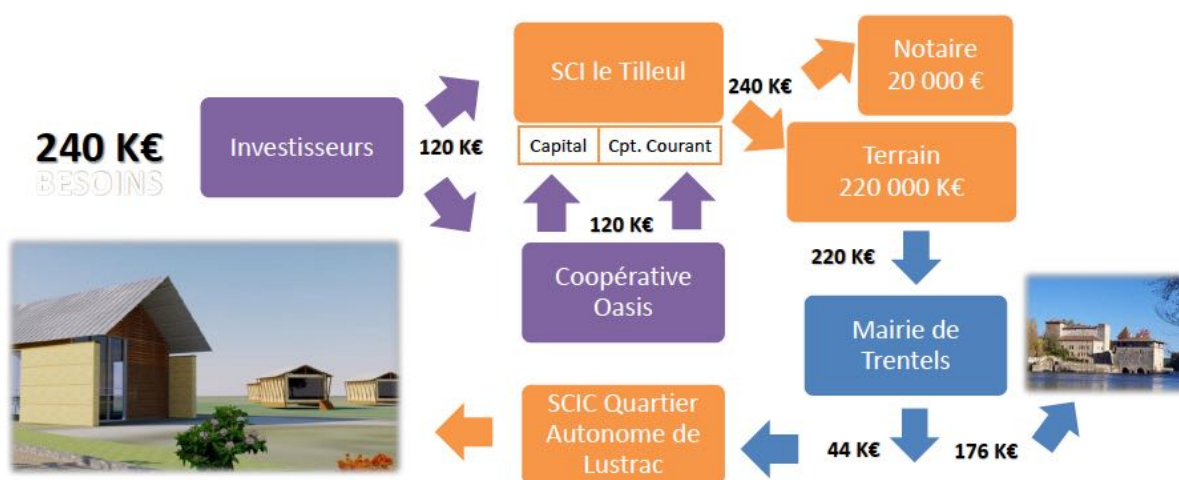 240 K€
BESOINS
Investisseurs
120 K€
SCI le Tilleul
Capital
Cpt. Courant
120 K€
Coopérative
Oasis
240 K€
Notaire
20 000 €
Terrain
220 000 K€
220 K€
Mairie de
Trentels
44 K€
176 K€
SCIC Quartier
Autonome de
Lustrac